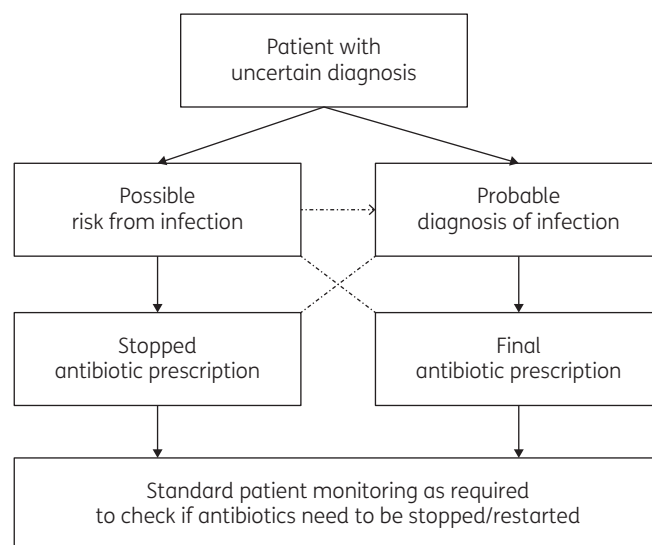 Patient with
uncertain diagnosis
Possible
risk from infection
Probable
diagnosis of infection
Stopped
antibiotic prescription
Final
antibiotic prescription
Standard patient monitoring as required
to check if antibiotics need to be stopped/restarted